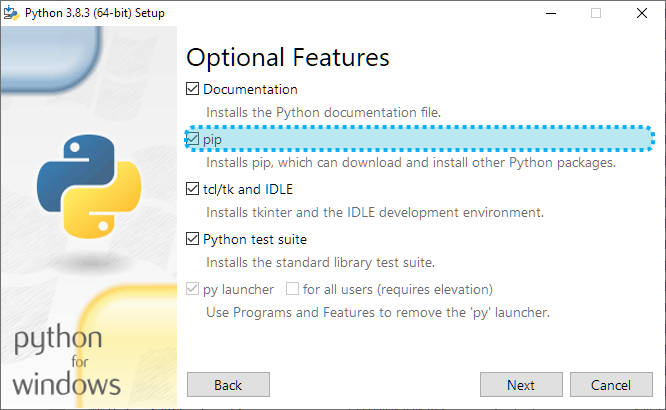 Python 3.8.3 (64-bit) Setup
Optional Features
Documentation
Installs the Python documentation file.
pip
Installs pip, which can download and install other Python packages.
tcl/tk and IDLE
Installs tkinter and the IDLE development environment.
Python test suite
Installs the standard library test suite.
py launcher for all users (requires elevation)
Use Programs and Features to remove the 'py' launcher.
python
for
windows
Back Next Cancel